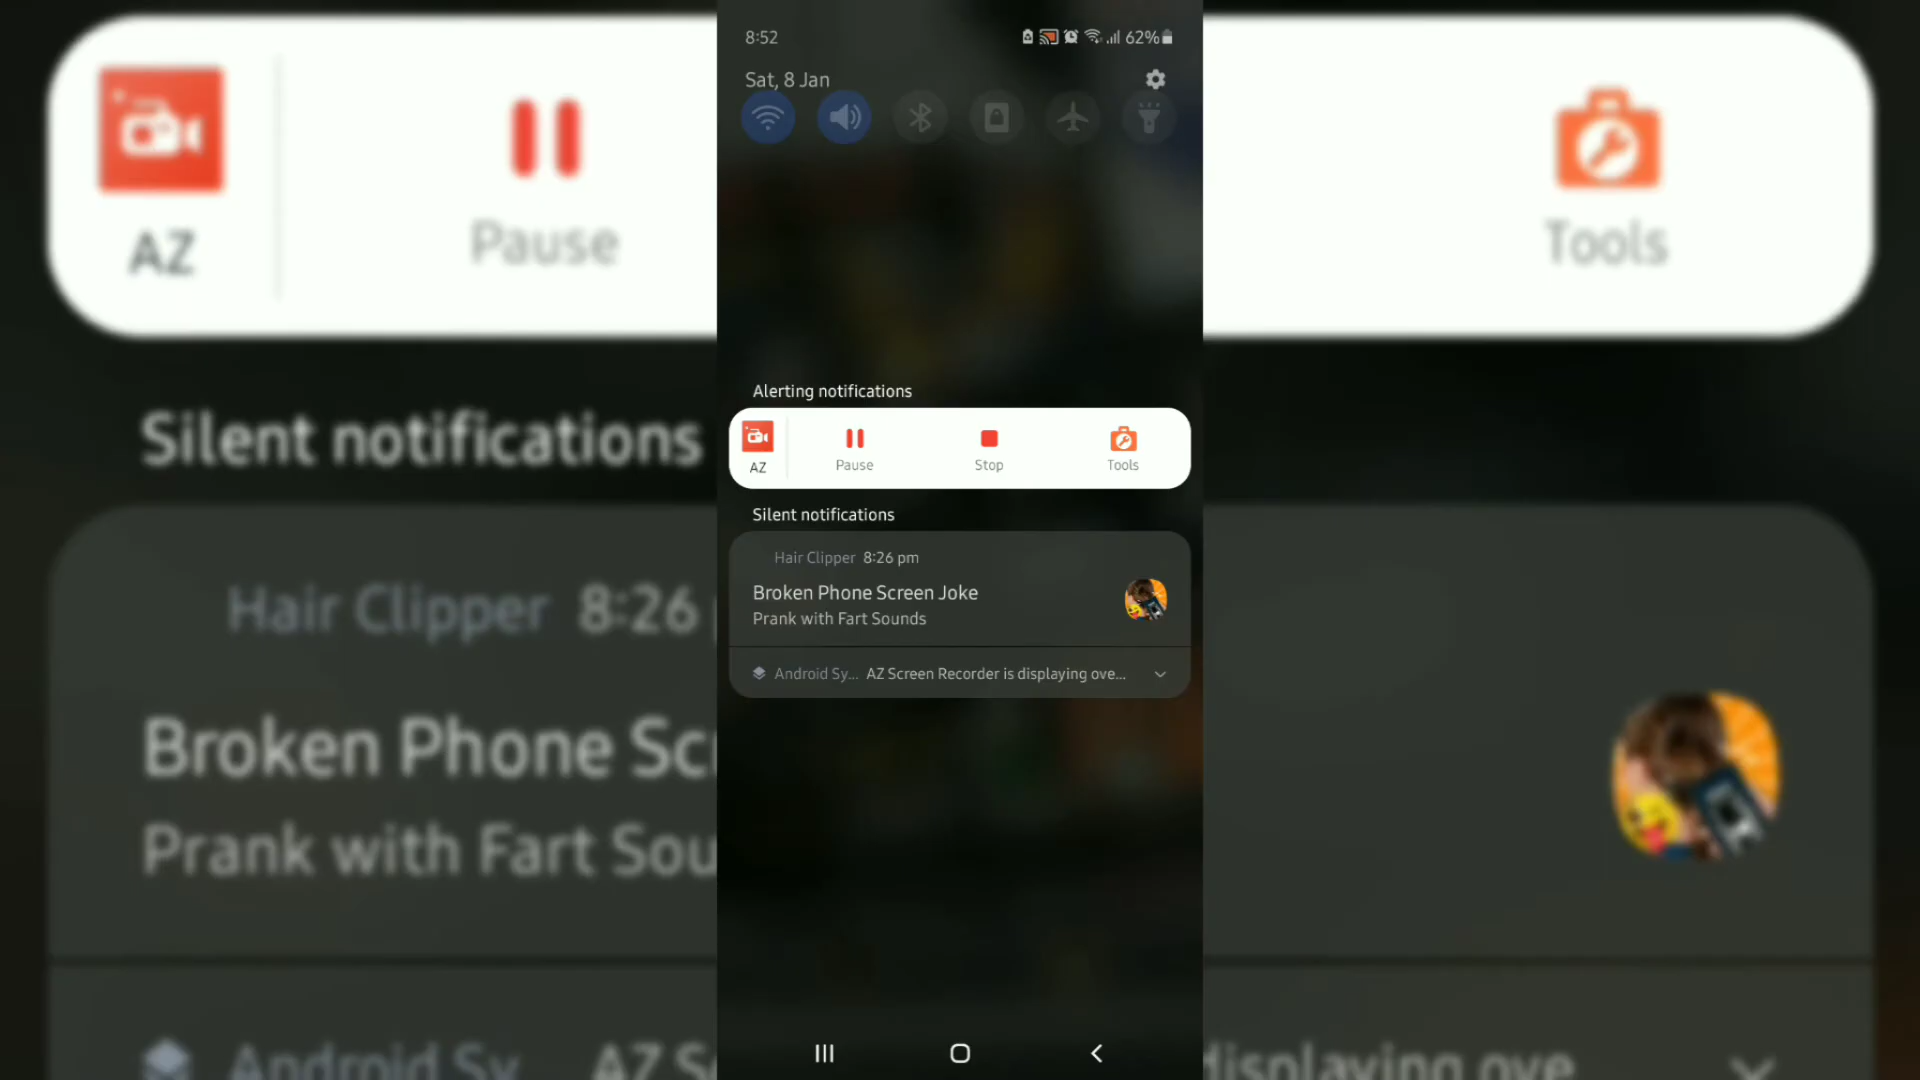 8:52
62%
Sat, 8 Jan
Alerting notifications
AZ
Pause
Stop
Tools
Silent notifications
Hair Clipper 8:26 pm
Broken Phone Screen Joke
Prank with Fart Sounds
Android Sy... AZ Screen Recorder is displaying ove...
AZ
Pause
Tools
Silent notifications
Hair Clipper 8:26
Broken Phone Scr
Prank with Fart Sou
Android Sy AZ S
displaying ove